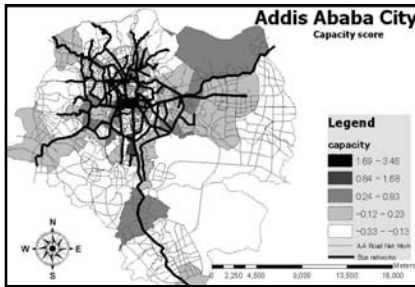 Addis Ababa City
Capacity score
Legend
capacity
1.69 – 3.46
0.84 – 1.68
0.24 – 0.83
-0.12 – 0.23
-0.33 – -0.13
AA Road Net Work
Bus networks
N
W E
S
Meters
0 2,250 4,500 9,000 13,500 18,000